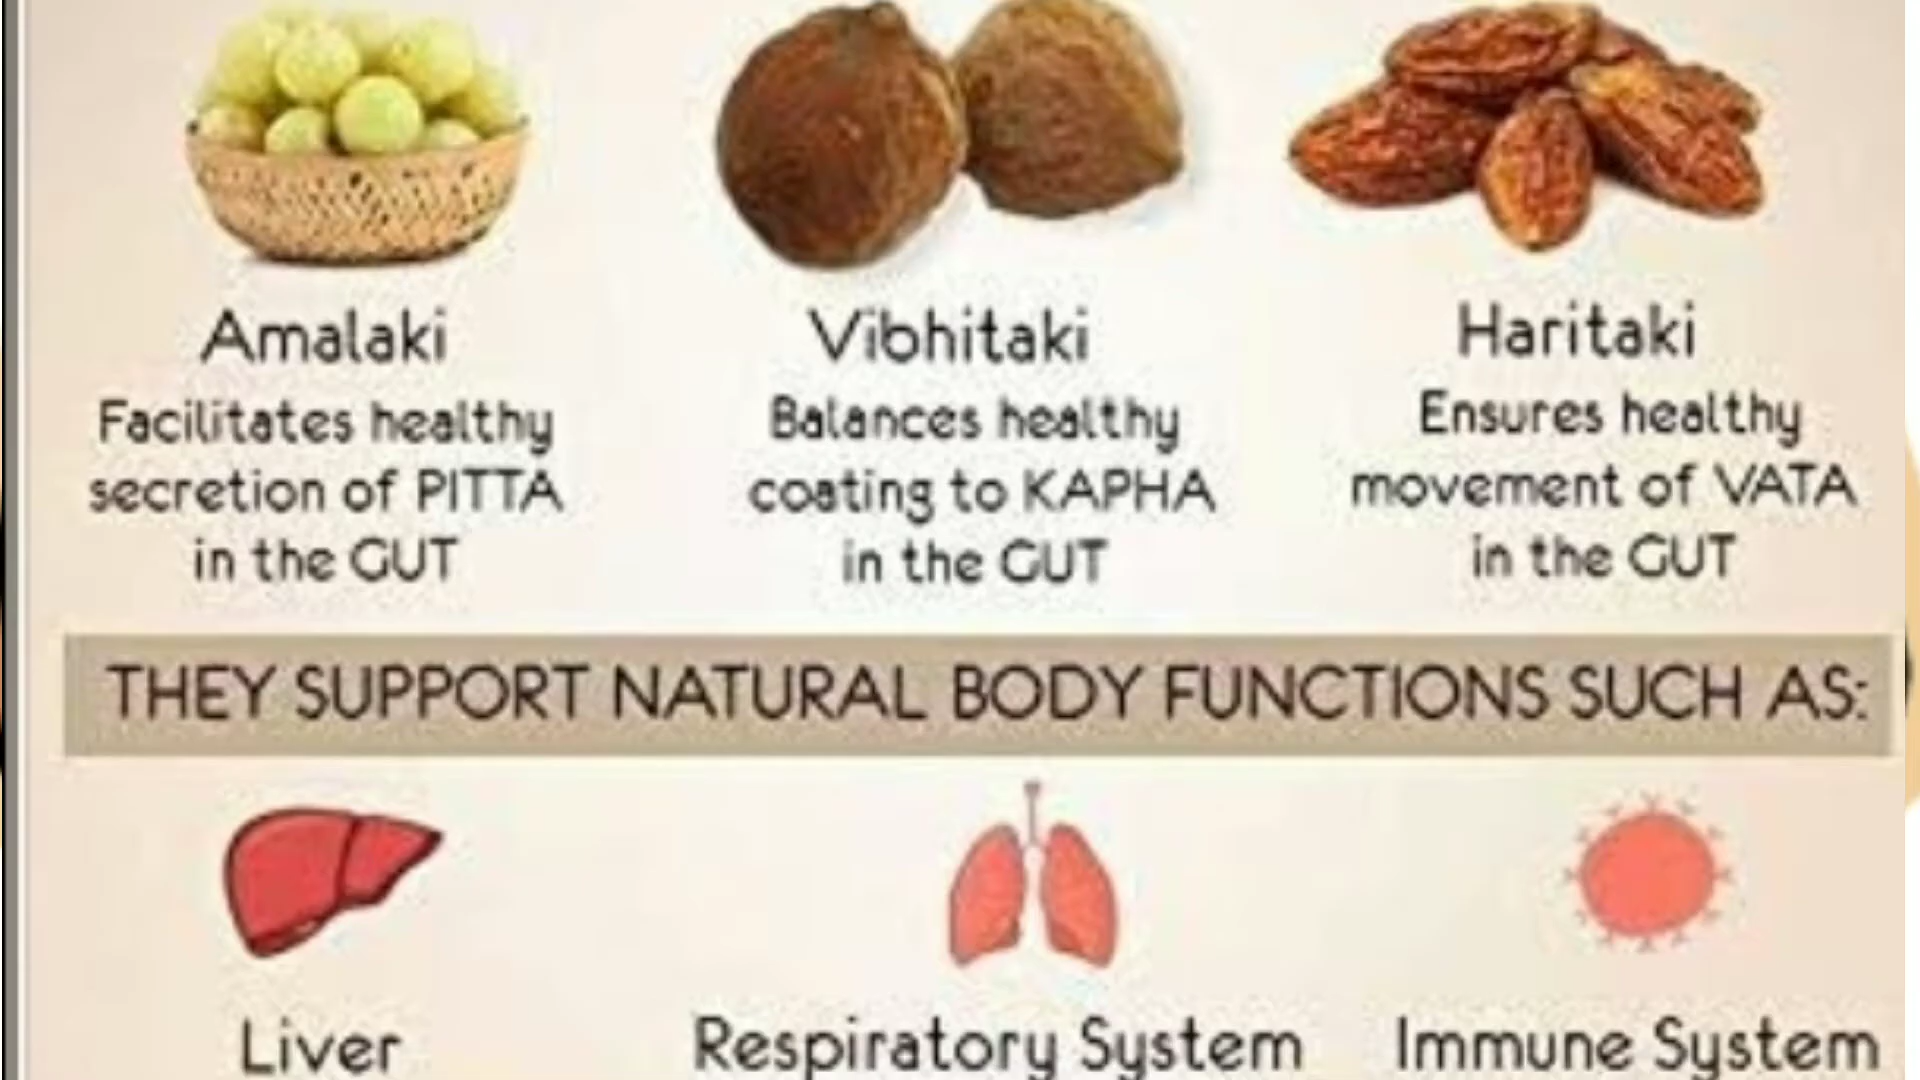 Amalaki
Facilitates healthy
secretion of PITTA
in the GUT
Vibhitaki
Balances healthy
coating to KAPHA
in the GUT
Haritaki
Ensures healthy
movement of VATA
in the GUT
THEY SUPPORT NATURAL BODY FUNCTIONS SUCH AS:
Liver
Respiratory System
Immune System